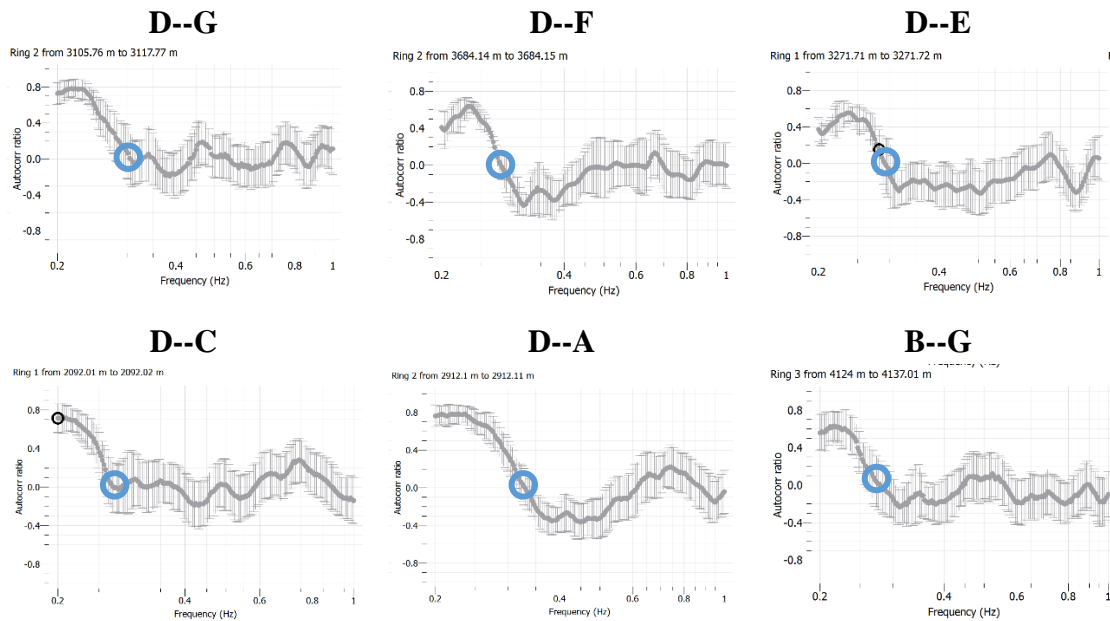 D--G
Ring 2 from 3105.76 m to 3117.77 m
Autocorr ratio
0.8
0.4
0.0
-0.4
-0.8
0.2
0.4
0.6
0.8
1
Frequency (Hz)
D--F
Ring 2 from 3684.14 m to 3684.15 m
Autocorr ratio
0.8
0.4
0.0
-0.4
-0.8
0.2
0.4
0.6
0.8
1
Frequency (Hz)
D--E
Ring 1 from 3271.71 m to 3271.72 m
Autocorr ratio
0.8
0.4
0.0
-0.4
-0.8
0.2
0.4
0.6
0.8
1
Frequency (Hz)
D--C
Ring 1 from 2092.01 m to 2092.02 m
Autocorr ratio
0.8
0.4
0.0
-0.4
-0.8
0.2
0.4
0.6
0.8
1
Frequency (Hz)
D--A
Ring 2 from 2912.1 m to 2912.11 m
Autocorr ratio
0.8
0.4
0.0
-0.4
-0.8
0.2
0.4
0.6
0.8
1
Frequency (Hz)
B--G
Ring 3 from 4124 m to 4137.01 m
Autocorr ratio
0.8
0.4
0.0
-0.4
-0.8
0.2
0.4
0.6
0.8
1
Frequency (Hz)